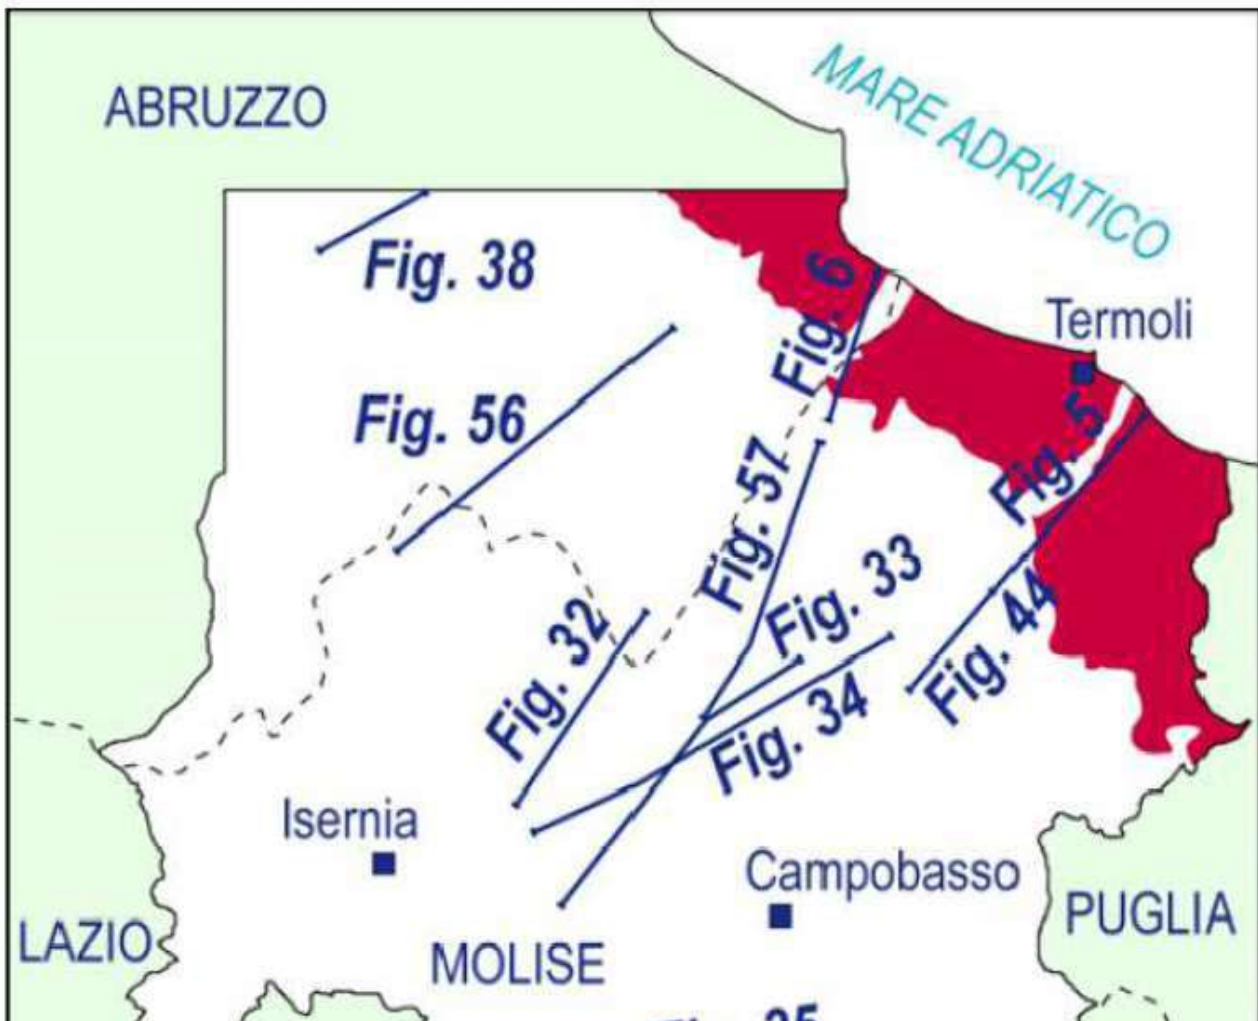 ABRUZZO
MARE ADRIATICO
Fig. 38
Fig. 6
Termoli
Fig. 56
Fig. 5
Fig. 57
Fig. 33
Fig. 44
Fig. 32
Fig. 34
Isernia
Campobasso
LAZIO
MOLISE
PUGLIA